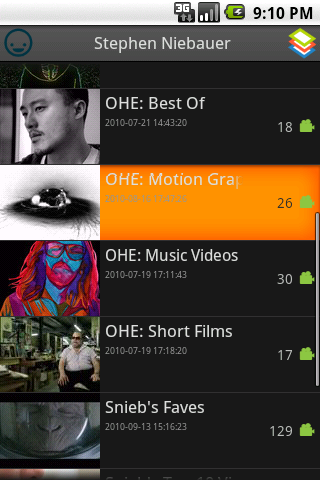 3G
9:10 PM
Stephen Niebauer
OHE: Best Of
2010-07-21 14:43:20
18
OHE: Motion Grap
26
OHE: Music Videos
2010-07-19 17:11:43
30
OHE: Short Films
2010-07-19 17:18:20
17
Snieb's Faves
2010-09-13 15:16:23
129